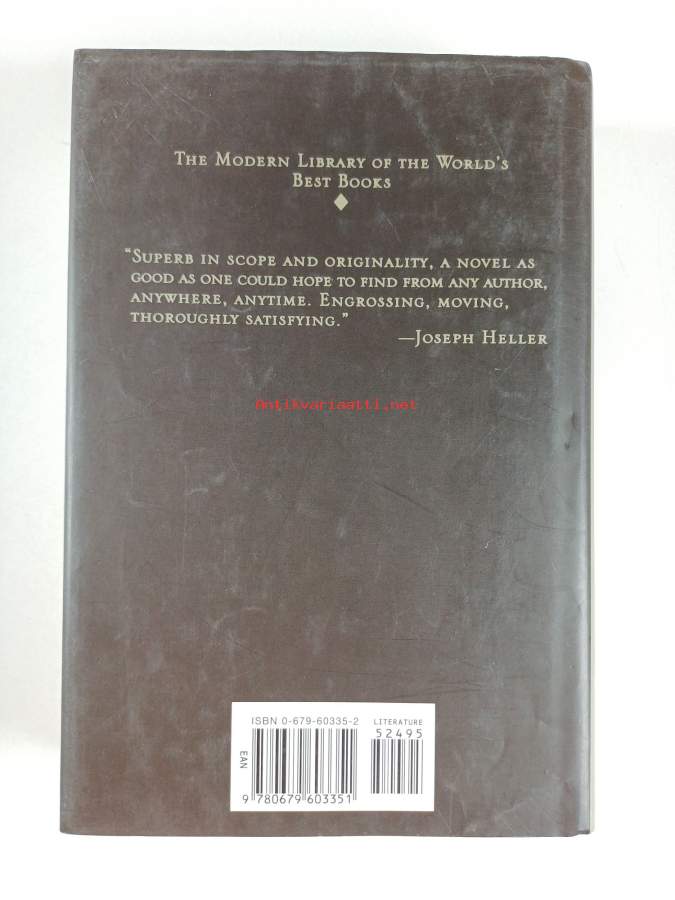 The Modern Library of the World's
Best Books
“Superb in scope and originality, a novel as
good as one could hope to find from any author,
anywhere, anytime. Engrossing, moving,
thoroughly satisfying.”
—Joseph Heller
Antikvariaatti.net
ISBN 0-679-60335-2
LITERATURE
52495
EAN
9 780679 603351